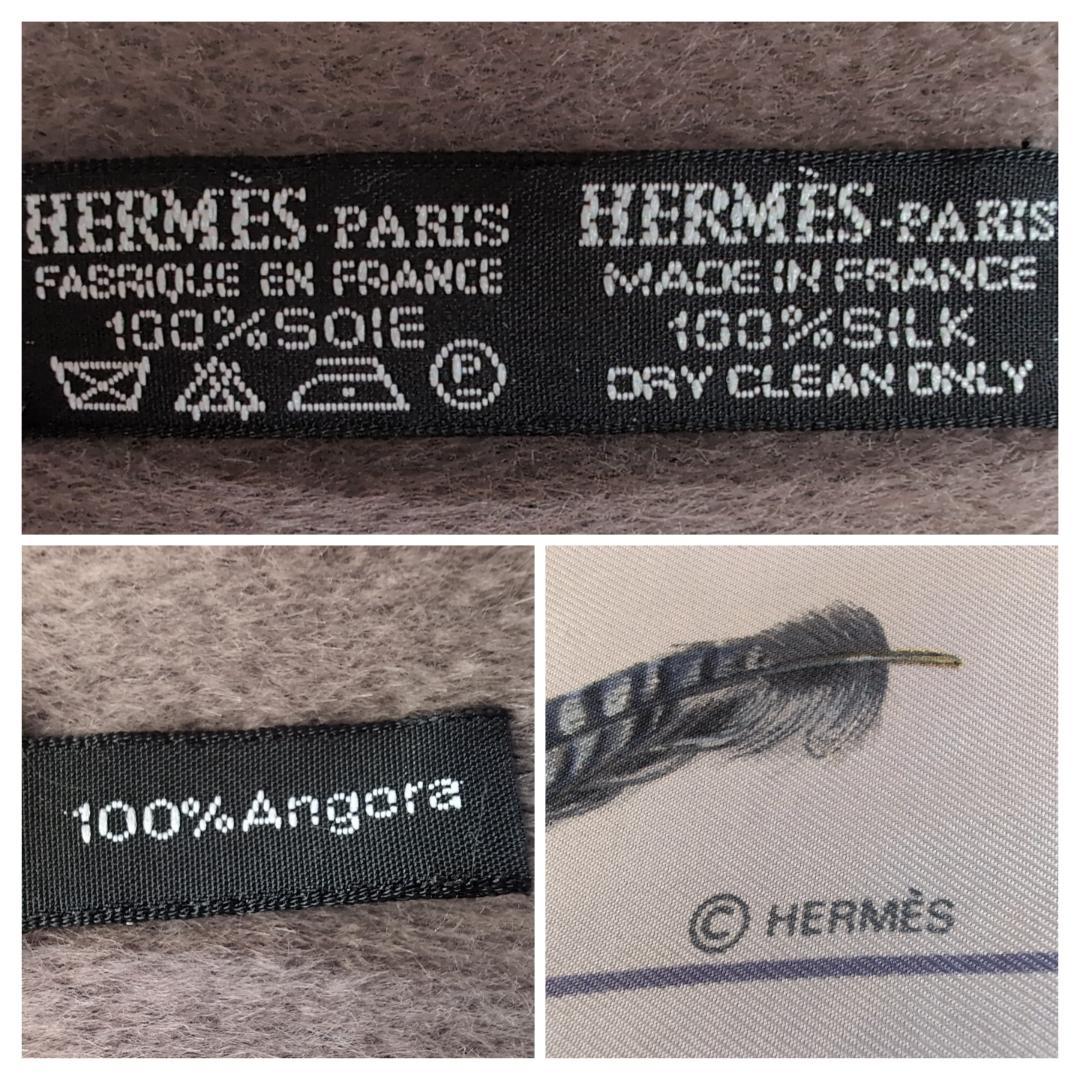 HERMÈS-PARIS
FABRIQUE EN FRANCE
100%SOIE
P
HERMÈS-PARIS
MADE IN FRANCE
100%SILK
DRY CLEAN ONLY
100%Angora
© HERMÈS